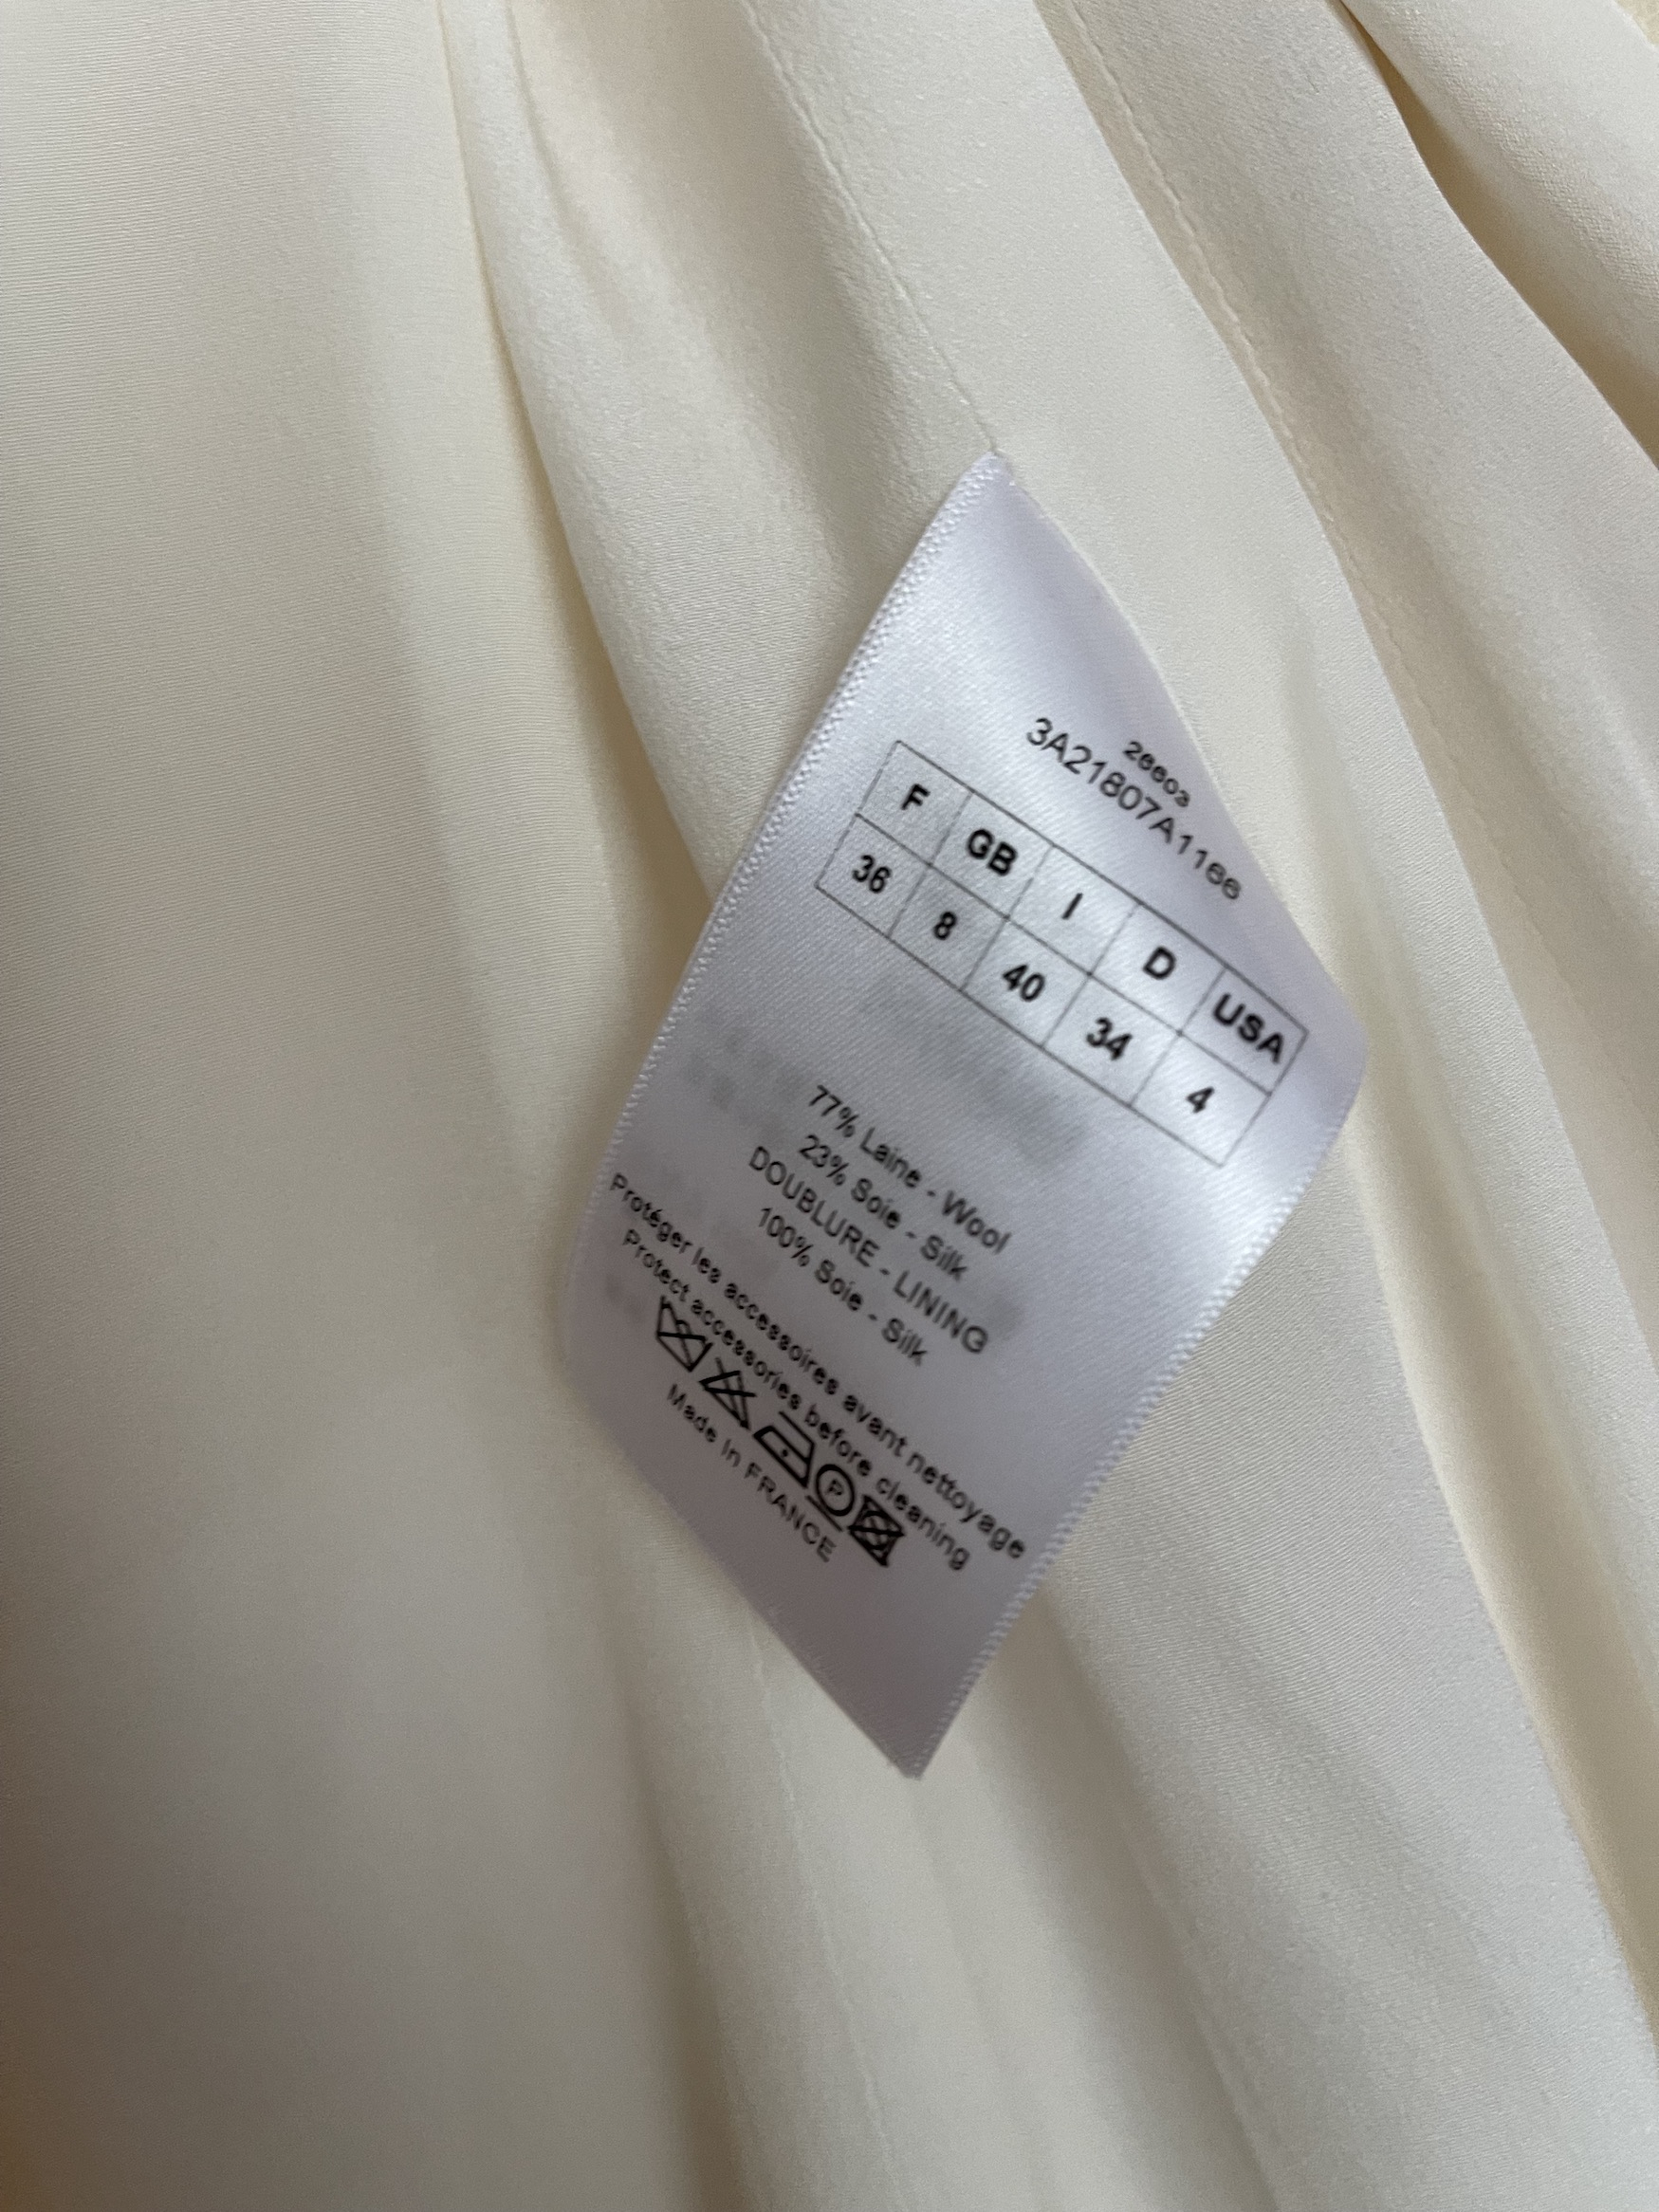 28603
3A21807A1166
F GB I D USA
36 8 40 34 4
77% Laine - Wool
23% Soie - Silk
DOUBLURE - LINING
100% Soie - Silk
Protéger les accessoires avant nettoyage
Protect accessories before cleaning
P
Made in FRANCE